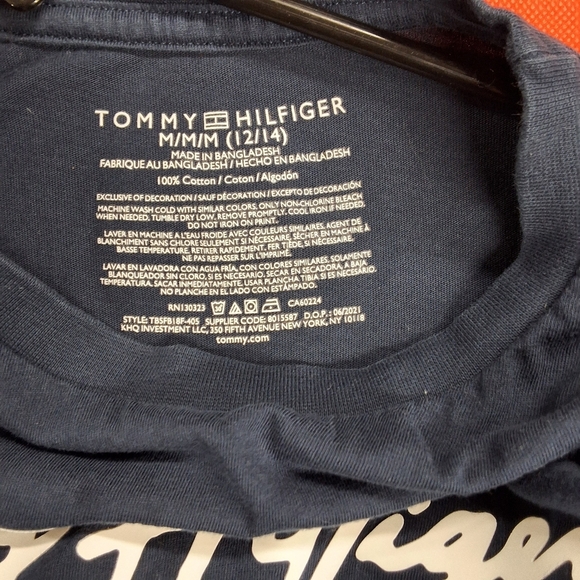 TOMMY HILFIGER
M/M/M (12/14)
MADE IN BANGLADESH
FABRIQUE AU BANGLADESH / HECHO EN BANGLADESH
100% Cotton / Coton / Algodón
EXCLUSIVE OF DECORATION / SAUF DÉCORATION / EXCEPTO DE DECORACIÓN
MACHINE WASH COLD WITH SIMILAR COLORS. ONLY NON-CHLORINE BLEACH
WHEN NEEDED, TUMBLE DRY LOW. REMOVE PROMPTLY. COOL IRON IF NEEDED.
DO NOT IRON ON PRINT.
LAVER EN MACHINE A L'EAU FROIDE AVEC COULEURS SIMILAIRES. AGENT DE
BLANCHIMENT SANS CHLORE SEULEMENT SI NÉCESSAIRE, SÉCHER EN MACHINE À
BASSE TEMPÉRATURE. RETIRER RAPIDEMENT. FER TIÈDE, SI NÉCESSAIRE.
NE PAS REPASSER SUR L'IMPRIMÉ.
LAVAR EN LAVADORA CON AGUA FRÍA, CON COLORES SIMILARES. SOLAMENTE
BLANQUEADOR SIN CLORO, SI ES NECESARIO. SECAR EN SECADORA, A BAJA
TEMPERATURA. SACAR INMEDIATAMENTE. USAR PLANCHA TIBIA SI ES NECESARIO.
NO PLANCHE EN EL LADO ESTAMPADO.
RN130323 CA60224
STYLE: TB5FB18F-405 SUPPLIER CODE: 8015587 D.O.P.: 06/2021
KHQ INVESTMENT LLC, 350 FIFTH AVENUE NEW YORK, NY 10118
tommy.com